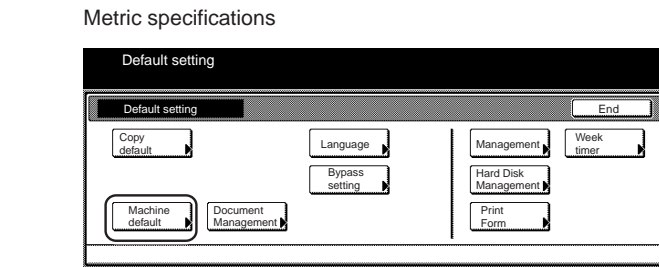 Metric specifications
Default setting
Default setting
End
Copy
default
Language
Management
Week
timer
Bypass
setting
Hard Disk
Management
Machine
default
Document
Management
Print
Form